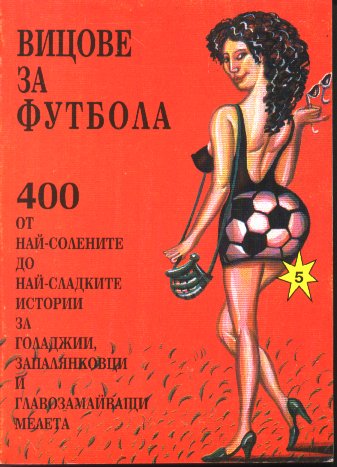 ВИЦОВЕ
ЗА
ФУТБОЛА
400
ОТ
НАЙ-СОЛЕНИТЕ
ДО
НАЙ-СЛАДКИТЕ
ИСТОРИИ
ЗА
ГОЛАДЖИИ,
ЗАПАЛЯНКОВЦИ
И
ГЛАВОЗАМАЙВАЩИ
МЕЛЕТА
5